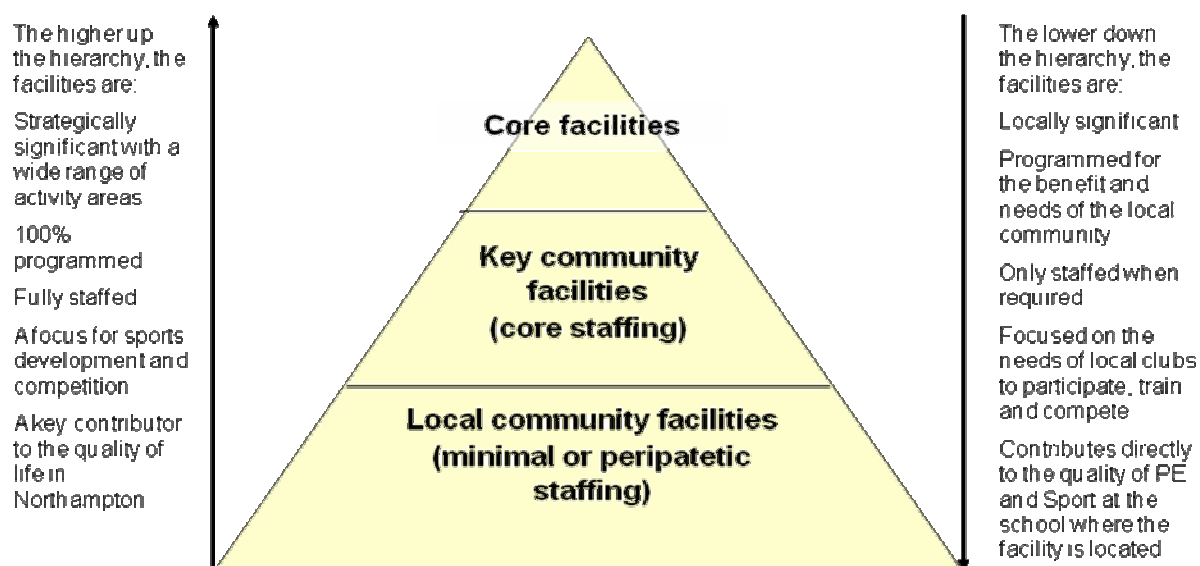 The higher up
the hierarchy, the
facilities are:
Strategically
significant with a
wide range of
activity areas
100%
programmed
Fully staffed
A focus for sports
development and
competition
A key contributor
to the quality of
life in
Northampton
Core facilities
Key community
facilities
(core staffing)
Local community facilities
(minimal or peripatetic
staffing)
The lower down
the hierarchy, the
facilities are:
Locally significant
Programmed for
the benefit and
needs of the local
community
Only staffed when
required
Focused on the
needs of local clubs
to participate, train
and compete
Contributes directly
to the quality of PE
and Sport at the
school where the
facility is located